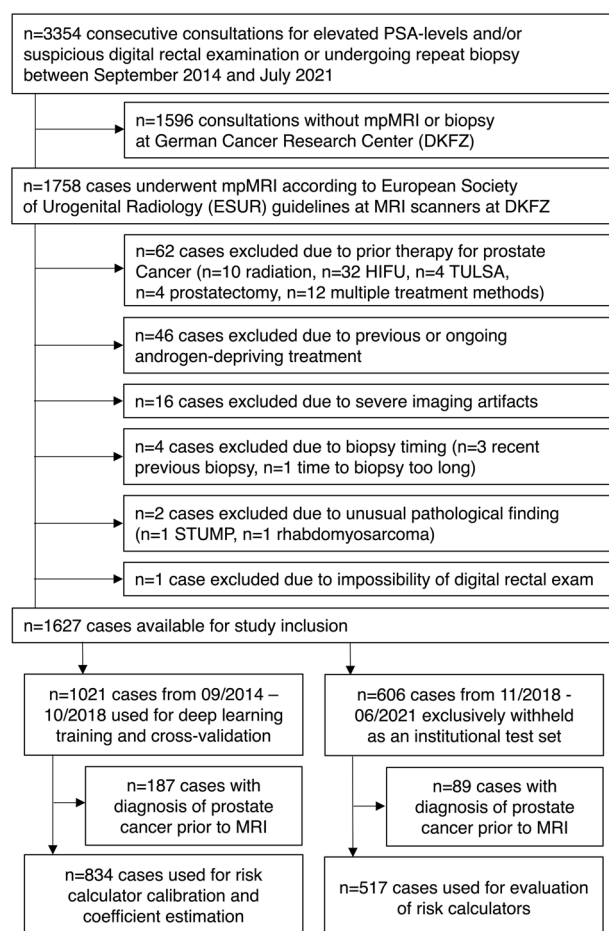 n=3354 consecutive consultations for elevated PSA-levels and/or
suspicious digital rectal examination or undergoing repeat biopsy
between September 2014 and July 2021
n=1596 consultations without mpMRI or biopsy
at German Cancer Research Center (DKFZ)
n=1758 cases underwent mpMRI according to European Society
of Urogenital Radiology (ESUR) guidelines at MRI scanners at DKFZ
n=62 cases excluded due to prior therapy for prostate
Cancer (n=10 radiation, n=32 HIFU, n=4 TULSA,
n=4 prostatectomy, n=12 multiple treatment methods)
n=46 cases excluded due to previous or ongoing
androgen-depriving treatment
n=16 cases excluded due to severe imaging artifacts
n=4 cases excluded due to biopsy timing (n=3 recent
previous biopsy, n=1 time to biopsy too long)
n=2 cases excluded due to unusual pathological finding
(n=1 STUMP, n=1 rhabdomyosarcoma)
n=1 case excluded due to impossibility of digital rectal exam
n=1627 cases available for study inclusion
n=1021 cases from 09/2014 –
10/2018 used for deep learning
training and cross-validation
n=606 cases from 11/2018 -
06/2021 exclusively withheld
as an institutional test set
n=187 cases with
diagnosis of prostate
cancer prior to MRI
n=89 cases with
diagnosis of prostate
cancer prior to MRI
n=834 cases used for risk
calculator calibration and
coefficient estimation
n=517 cases used for evaluation
of risk calculators